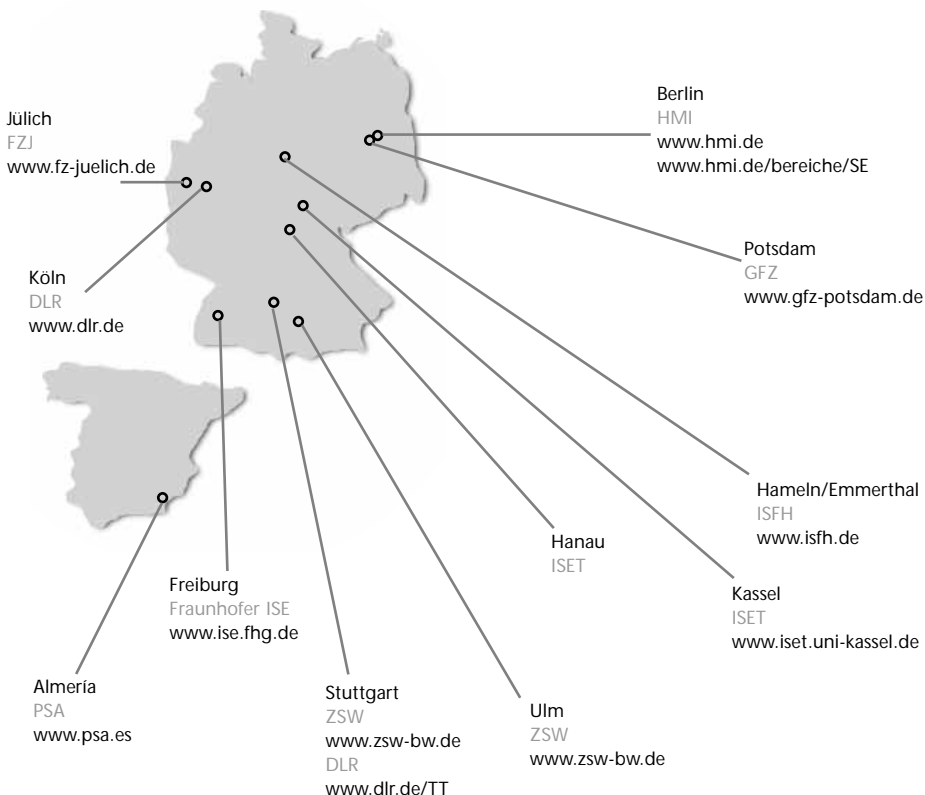 Jülich
FZJ
www.fz-juelich.de
Berlin
HMI
www.hmi.de
www.hmi.de/bereiche/SE
Köln
DLR
www.dlr.de
Potsdam
GFZ
www.gfz-potsdam.de
Hameln/Emmerthal
ISFH
www.isfh.de
Hanau
ISET
Freiburg
Fraunhofer ISE
www.ise.fhg.de
Kassel
ISET
www.iset.uni-kassel.de
Almería
PSA
www.psa.es
Stuttgart
ZSW
www.zsw-bw.de
DLR
www.dlr.de/TT
Ulm
ZSW
www.zsw-bw.de